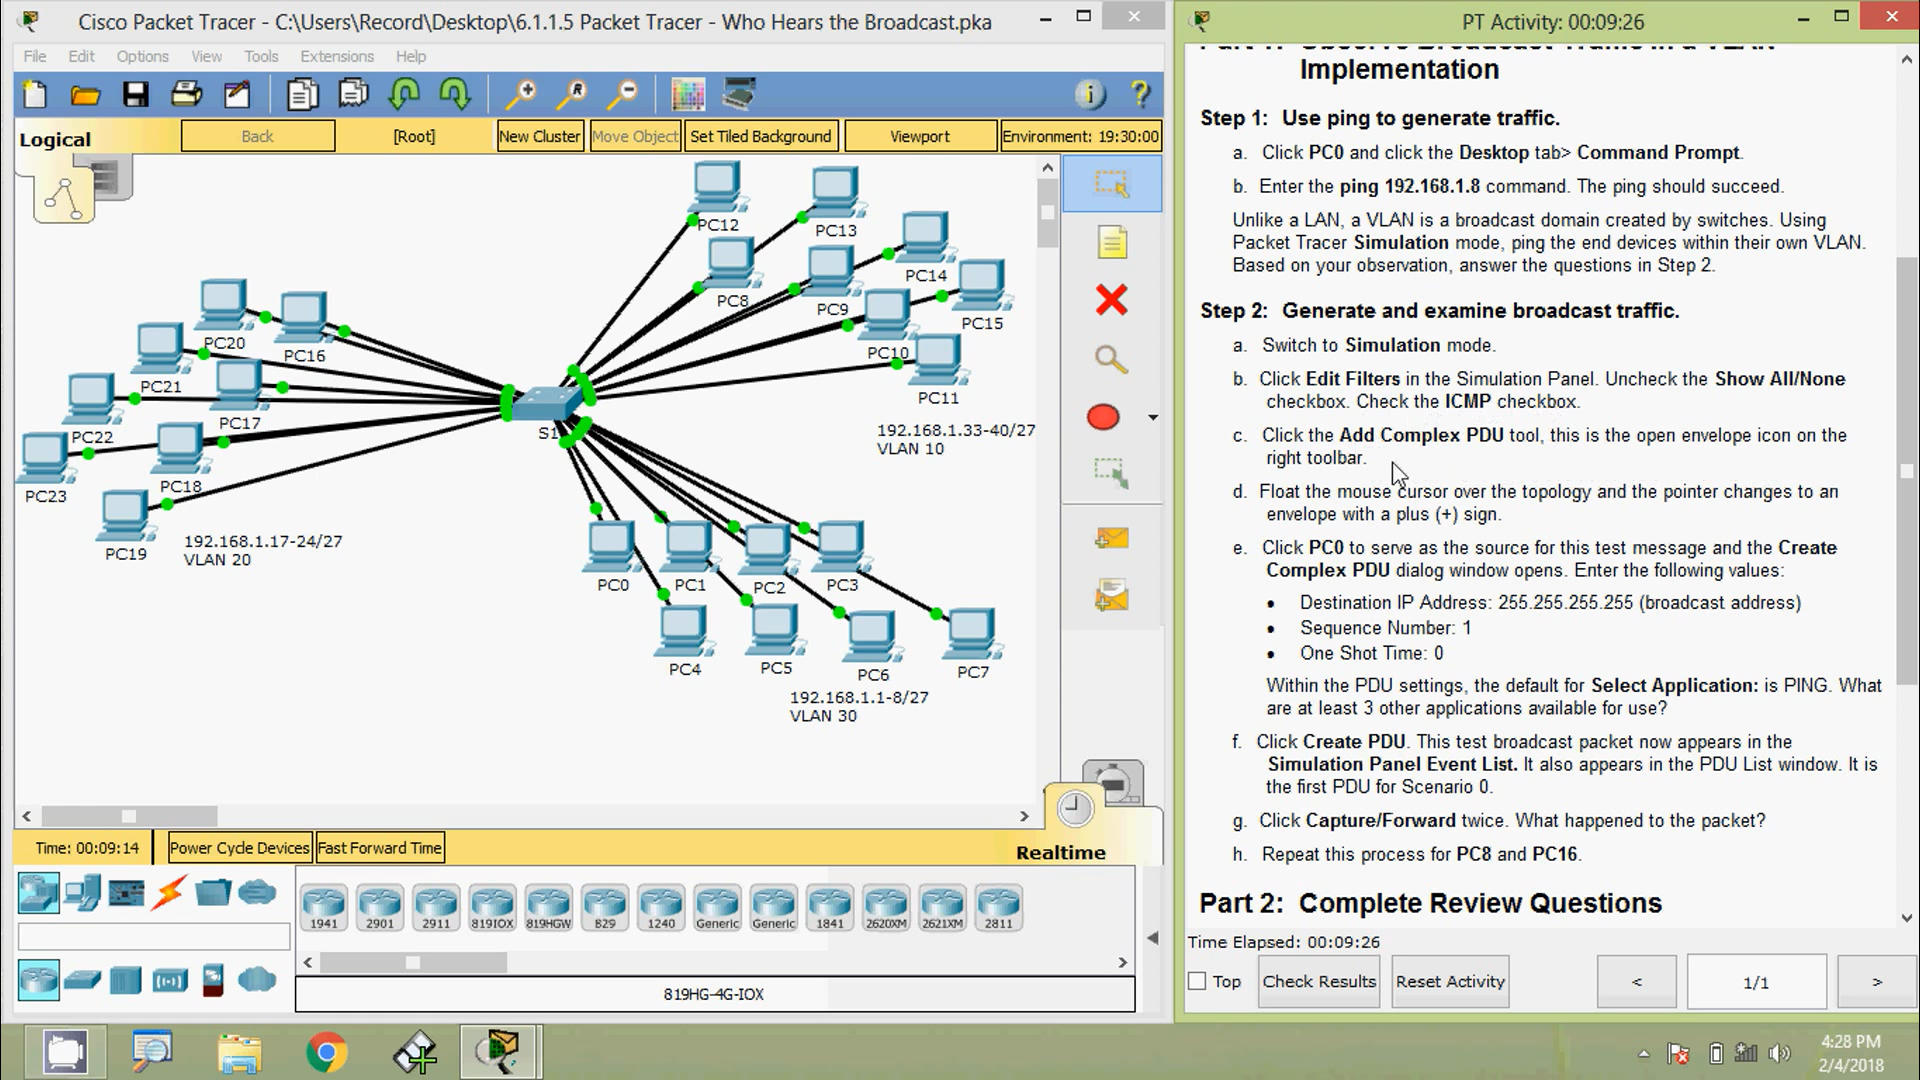 Cisco Packet Tracer - C:\Users\Record\Desktop\6.1.1.5 Packet Tracer - Who Hears the Broadcast.pka
File Edit Options View Tools Extensions Help
Logical
Back
[Root]
New Cluster
Move Object
Set Tiled Background
Viewport
Environment: 19:30:00
PC12
PC13
PC14
PC8
PC9
PC15
PC10
PC11
PC20
PC16
PC21
PC17
PC22
PC18
PC23
PC19
S1
192.168.1.33-40/27
VLAN 10
192.168.1.17-24/27
VLAN 20
PC0
PC1
PC2
PC3
PC4
PC5
PC6
PC7
192.168.1.1-8/27
VLAN 30
Time: 00:09:14
Power Cycle Devices
Fast Forward Time
Realtime
1941
2901
2911
819IOX
819HGW
829
1240
Generic
Generic
1841
2620XM
2621XM
2811
819HG-4G-IOX
PT Activity: 00:09:26
Implementation
Step 1: Use ping to generate traffic.
a. Click PC0 and click the Desktop tab> Command Prompt.
b. Enter the ping 192.168.1.8 command. The ping should succeed.
Unlike a LAN, a VLAN is a broadcast domain created by switches. Using
Packet Tracer Simulation mode, ping the end devices within their own VLAN.
Based on your observation, answer the questions in Step 2.
Step 2: Generate and examine broadcast traffic.
a. Switch to Simulation mode.
b. Click Edit Filters in the Simulation Panel. Uncheck the Show All/None
checkbox. Check the ICMP checkbox.
c. Click the Add Complex PDU tool, this is the open envelope icon on the
right toolbar.
d. Float the mouse cursor over the topology and the pointer changes to an
envelope with a plus (+) sign.
e. Click PC0 to serve as the source for this test message and the Create
Complex PDU dialog window opens. Enter the following values:
• Destination IP Address: 255.255.255.255 (broadcast address)
• Sequence Number: 1
• One Shot Time: 0
Within the PDU settings, the default for Select Application: is PING. What
are at least 3 other applications available for use?
f. Click Create PDU. This test broadcast packet now appears in the
Simulation Panel Event List. It also appears in the PDU List window. It is
the first PDU for Scenario 0.
g. Click Capture/Forward twice. What happened to the packet?
h. Repeat this process for PC8 and PC16.
Part 2: Complete Review Questions
Time Elapsed: 00:09:26
Top
Check Results
Reset Activity
<
1/1
>
4:28 PM
2/4/2018